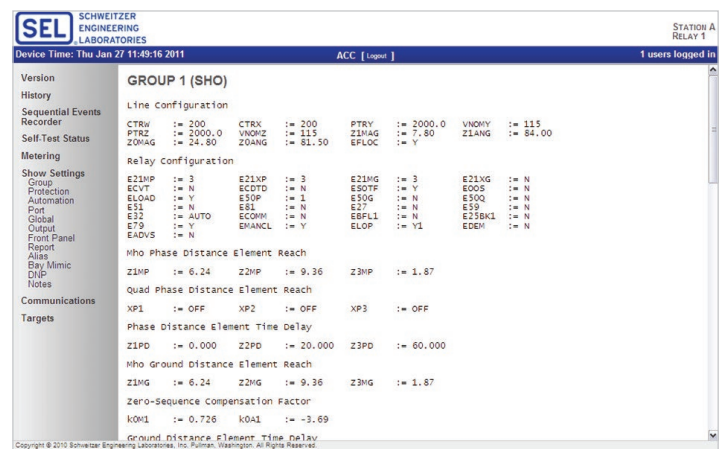 SEL SCHWEITZER
ENGINEERING
LABORATORIES
STATION A
RELAY 1
Device Time: Thu Jan 27 11:49:16 2011 ACC [ Logout ] 1 users logged in
Version
History
Sequential Events
Recorder
Self-Test Status
Metering
Show Settings
Group
Protection
Automation
Port
Global
Output
Front Panel
Report
Alias
Bay Mimic
DNP
Notes
Communications
Targets
GROUP 1 (SHO)
Line Configuration
CTRW := 200 CTRX := 200 PTRY := 2000.0 VNOMY := 115
PTRZ := 2000.0 VNOMZ := 115 Z1MAG := 7.80 Z1ANG := 84.00
Z0MAG := 24.80 Z0ANG := 81.50 EFLOC := Y
Relay Configuration
E21MP := 3 E21XP := 3 E21MG := 3 E21XG := N
ECVT := N ECDTD := N ESOTF := Y EOOS := N
ELOAD := Y E50P := 1 E50G := N E50Q := N
E51 := N E81 := N E27 := N E59 := N
E32 := AUTO ECOMM := N EBFL1 := N E25BK1 := N
E79 := Y EMANCL := Y ELOP := Y1 EDEM := N
EADVS := N
Mho Phase Distance Element Reach
Z1MP := 6.24 Z2MP := 9.36 Z3MP := 1.87
Quad Phase Distance Element Reach
XP1 := OFF XP2 := OFF XP3 := OFF
Phase Distance Element Time Delay
Z1PD := 0.000 Z2PD := 20.000 Z3PD := 60.000
Mho Ground Distance Element Reach
Z1MG := 6.24 Z2MG := 9.36 Z3MG := 1.87
Zero-Sequence Compensation Factor
k0M1 := 0.726 k0A1 := -3.69
Ground Distance Element Time Delay
Copyright © 2010 Schweitzer Engineering Laboratories, Inc. Pullman, Washington. All Rights Reserved.